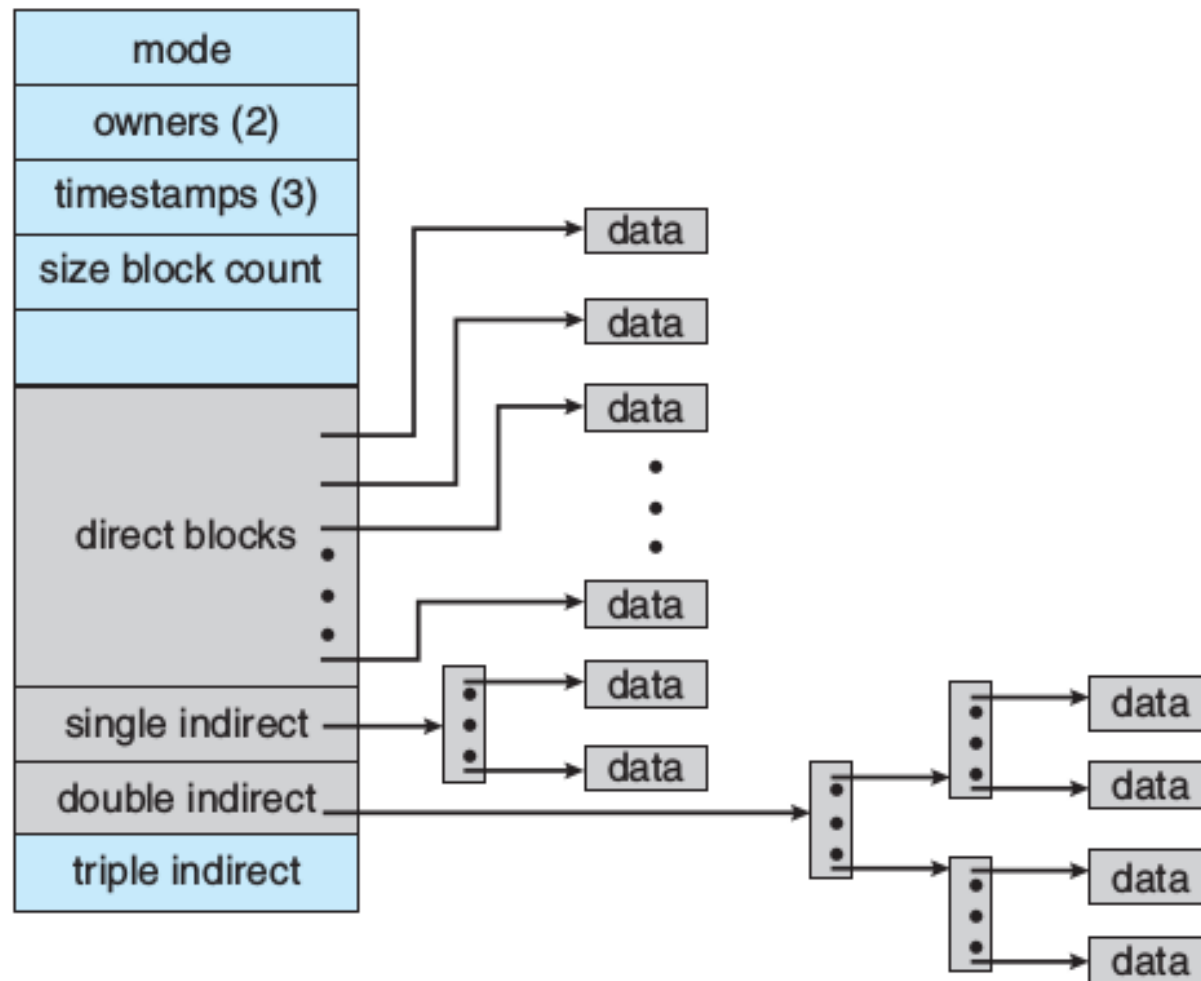 mode
owners (2)
timestamps (3)
size block count
direct blocks
single indirect
double indirect
triple indirect
data
data
data
data
data
data
data
data
data
data